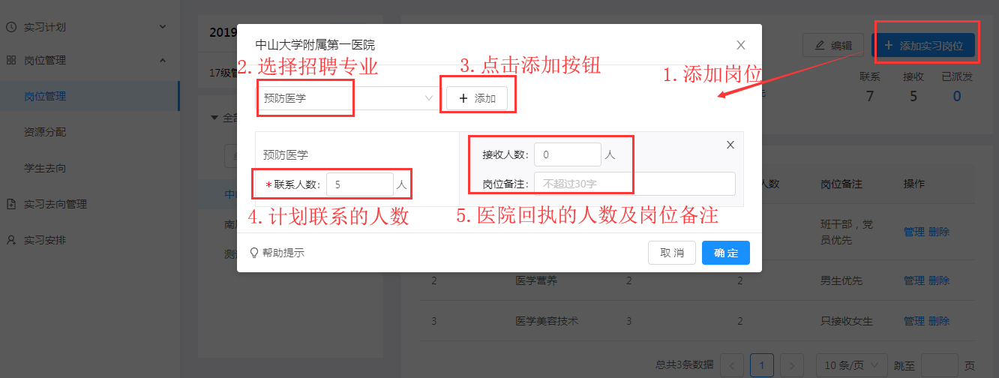 实习计划
岗位管理
岗位管理
资源分配
学生去向
实习去向管理
实习安排
2019
17级
全
中山大学附属第一医院
2.选择招聘专业
3.点击添加按钮
1.添加岗位
编辑
+ 添加实习岗位
联系 接收 已派发
7 5 0
预防医学
+ 添加
预防医学
*联系人数: 5 人
接收人数: 0 人
岗位备注: 不超过30字
4.计划联系的人数
5.医院回执的人数及岗位备注
帮助提示
取消
确定
人数 岗位备注 操作
班干部，党
员优先
管理 删除
2 医学营养 2 2 男生优先 管理 删除
3 医学美容技术 3 2 只接收女生 管理 删除
总共3条数据 < 1 > 10 条/页 跳至 页